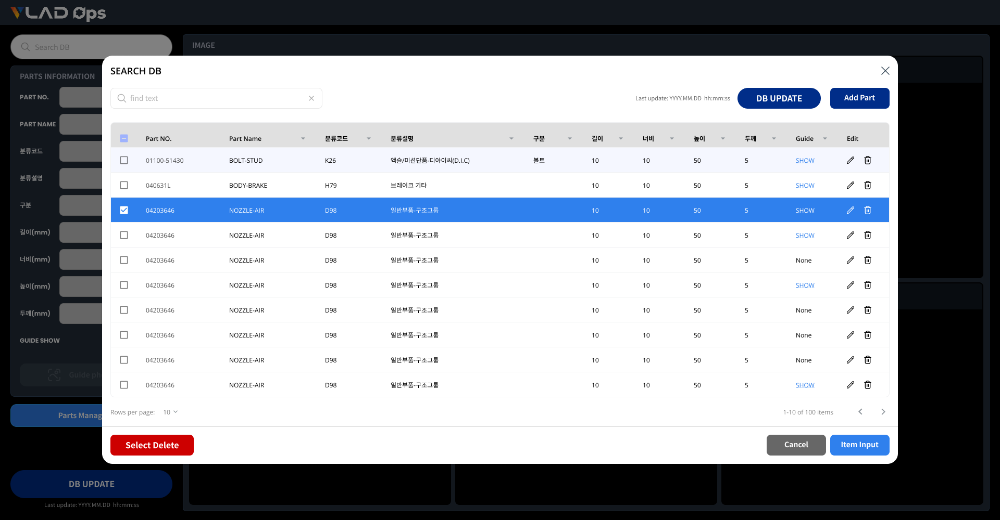 VLAD Ops
Search DB
IMAGE
PARTS INFORMATION
PART NO.
PART NAME
분류코드
분류설명
구분
길이(mm)
너비(mm)
높이(mm)
두께(mm)
GUIDE SHOW
Guide
Parts
DB UPDATE
Last update: YYYY.MM.DD hh:mm:ss
SEARCH DB
find text
Last update: YYYY.MM.DD hh:mm:ss
DB UPDATE
Add Part
Part NO. Part Name 분류코드 분류설명 구분 길이 너비 높이 두께 Guide Edit
01100-51430 BOLT-STUD K26 액슬/미션단품-디아이씨(D.I.C) 볼트 10 10 50 5 SHOW
040631L BODY-BRAKE H79 브레이크 기타 10 10 50 5 SHOW
04203646 NOZZLE-AIR D98 일반부품-구조그룹 10 10 50 5 SHOW
04203646 NOZZLE-AIR D98 일반부품-구조그룹 10 10 50 5 SHOW
04203646 NOZZLE-AIR D98 일반부품-구조그룹 10 10 50 5 None
04203646 NOZZLE-AIR D98 일반부품-구조그룹 10 10 50 5 SHOW
04203646 NOZZLE-AIR D98 일반부품-구조그룹 10 10 50 5 None
04203646 NOZZLE-AIR D98 일반부품-구조그룹 10 10 50 5 None
04203646 NOZZLE-AIR D98 일반부품-구조그룹 10 10 50 5 None
04203646 NOZZLE-AIR D98 일반부품-구조그룹 10 10 50 5 SHOW
Rows per page: 10
1-10 of 100 items
Select Delete
Cancel
Item Input